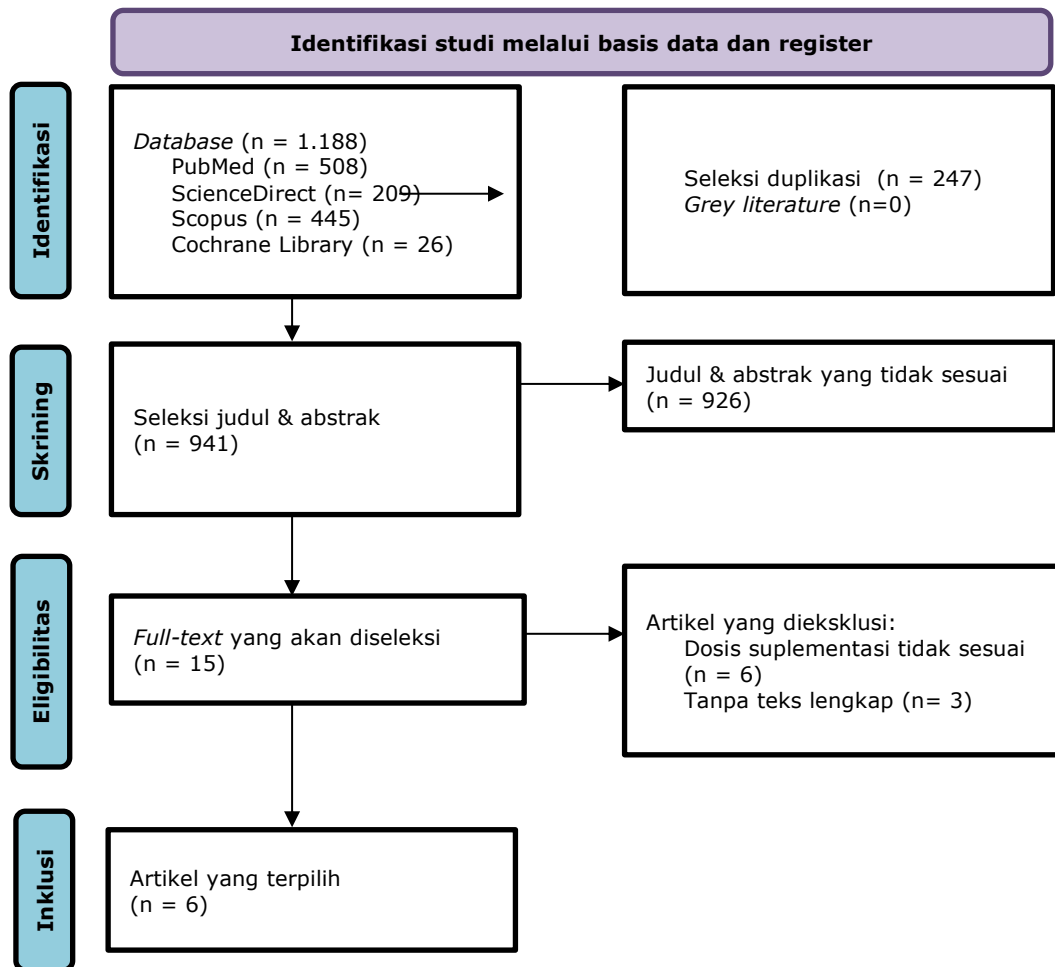 Identifikasi studi melalui basis data dan register
Identifikasi
Database (n = 1.188)
PubMed (n = 508)
ScienceDirect (n= 209)
Scopus (n = 445)
Cochrane Library (n = 26)
Seleksi duplikasi (n = 247)
Grey literature (n=0)
Skrining
Seleksi judul & abstrak
(n = 941)
Judul & abstrak yang tidak sesuai
(n = 926)
Eligibilitas
Full-text yang akan diseleksi
(n = 15)
Artikel yang dieksklusi:
Dosis suplementasi tidak sesuai
(n = 6)
Tanpa teks lengkap (n= 3)
Inklusi
Artikel yang terpilih
(n = 6)